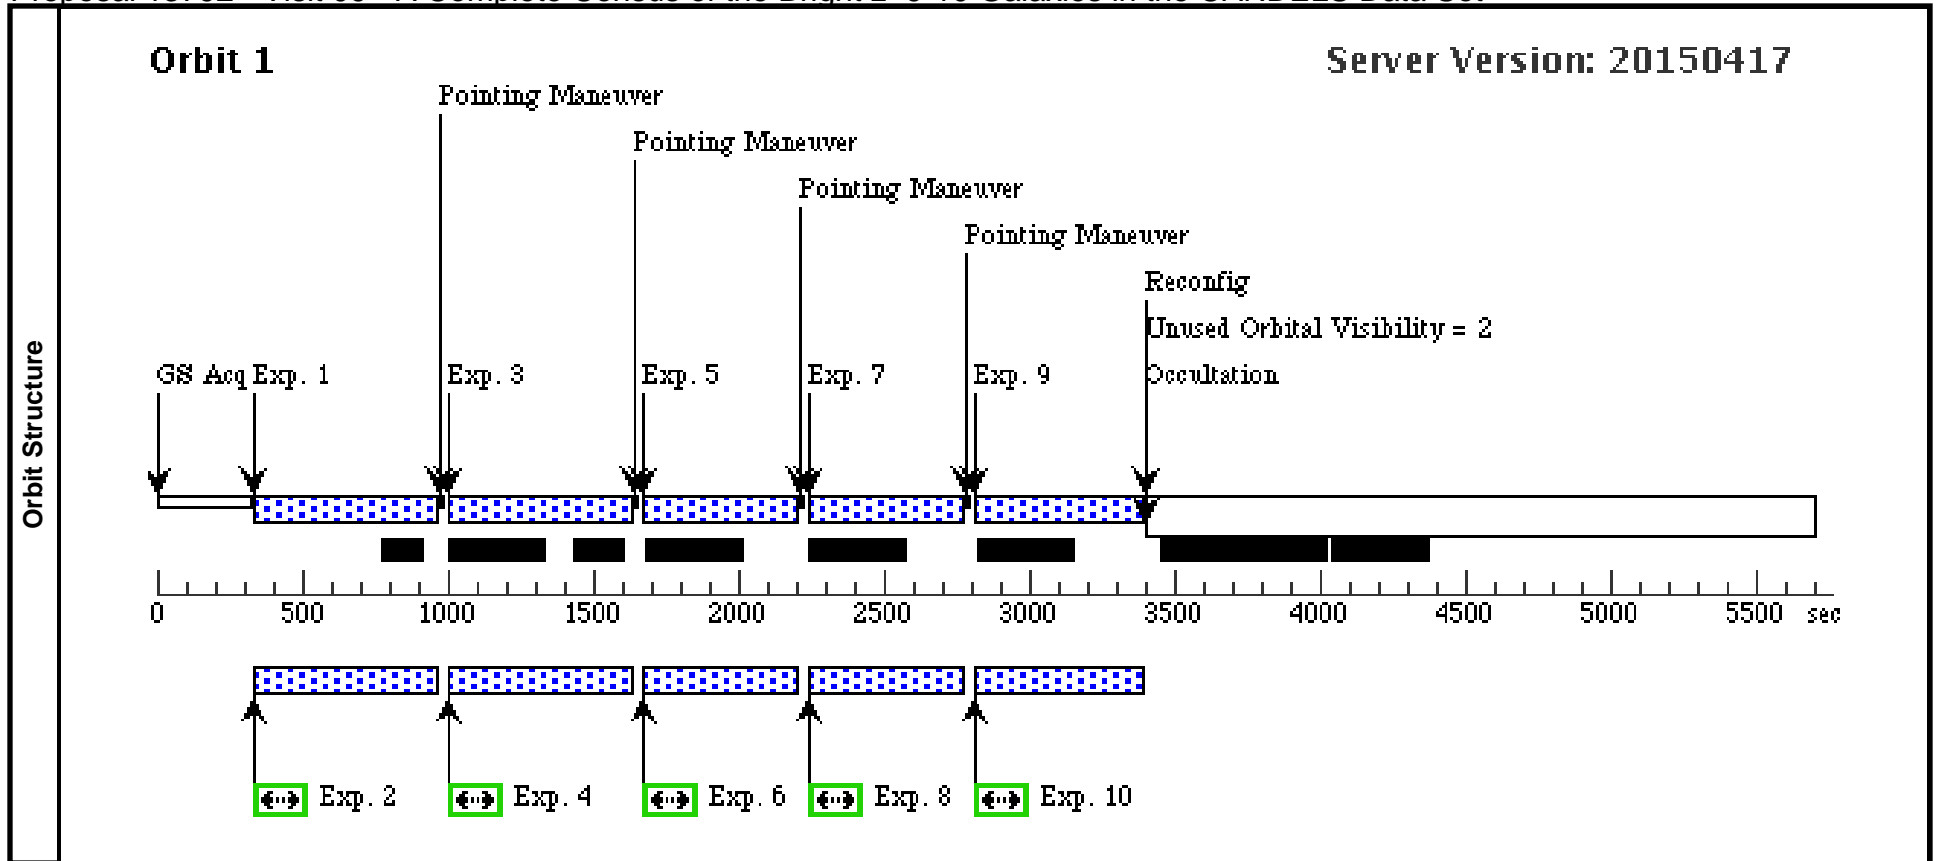 Orbit 1
Server Version: 20150417
Pointing Maneuver
Pointing Maneuver
Pointing Maneuver
Pointing Maneuver
Reconfig
Unused Orbital Visibility = 2
GS Acq Exp. 1 Exp. 3 Exp. 5 Exp. 7 Exp. 9 Occultation
Orbit Structure
0 500 1000 1500 2000 2500 3000 3500 4000 4500 5000 5500 sec
Exp. 2 Exp. 4 Exp. 6 Exp. 8 Exp. 10